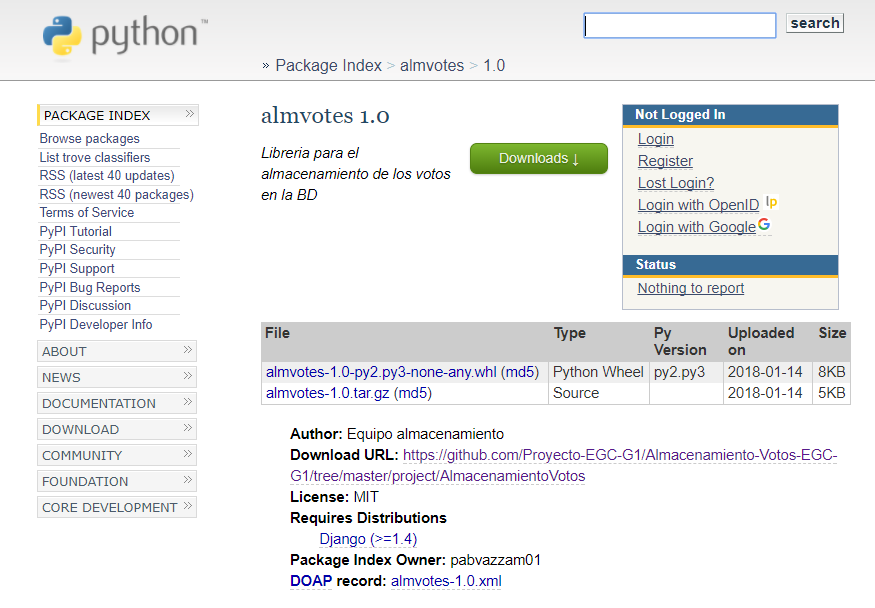 python™
search
» Package Index > almvotes > 1.0
PACKAGE INDEX »
Browse packages
List trove classifiers
RSS (latest 40 updates)
RSS (newest 40 packages)
Terms of Service
PyPI Tutorial
PyPI Security
PyPI Support
PyPI Bug Reports
PyPI Discussion
PyPI Developer Info
ABOUT »
NEWS »
DOCUMENTATION »
DOWNLOAD »
COMMUNITY »
FOUNDATION »
CORE DEVELOPMENT »
almvotes 1.0
Libreria para el
almacenamiento de los votos
en la BD
Downloads ↓
Not Logged In
Login
Register
Lost Login?
Login with OpenID lp
Login with Google G
Status
Nothing to report
File Type Py Version Uploaded on Size
almvotes-1.0-py2.py3-none-any.whl (md5) Python Wheel py2.py3 2018-01-14 8KB
almvotes-1.0.tar.gz (md5) Source 2018-01-14 5KB
Author: Equipo almacenamiento
Download URL: https://github.com/Proyecto-EGC-G1/Almacenamiento-Votos-EGC-
G1/tree/master/project/AlmacenamientoVotos
License: MIT
Requires Distributions
Django (>=1.4)
Package Index Owner: pabvazzam01
DOAP record: almvotes-1.0.xml